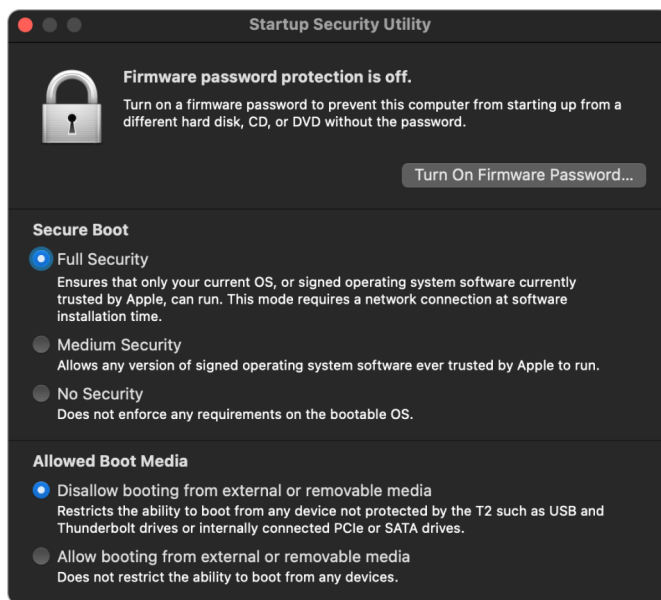 Startup Security Utility
Firmware password protection is off.
Turn on a firmware password to prevent this computer from starting up from a
different hard disk, CD, or DVD without the password.
Turn On Firmware Password...
Secure Boot
Full Security
Ensures that only your current OS, or signed operating system software currently
trusted by Apple, can run. This mode requires a network connection at software
installation time.
Medium Security
Allows any version of signed operating system software ever trusted by Apple to run.
No Security
Does not enforce any requirements on the bootable OS.
Allowed Boot Media
Disallow booting from external or removable media
Restricts the ability to boot from any device not protected by the T2 such as USB and
Thunderbolt drives or internally connected PCIe or SATA drives.
Allow booting from external or removable media
Does not restrict the ability to boot from any devices.